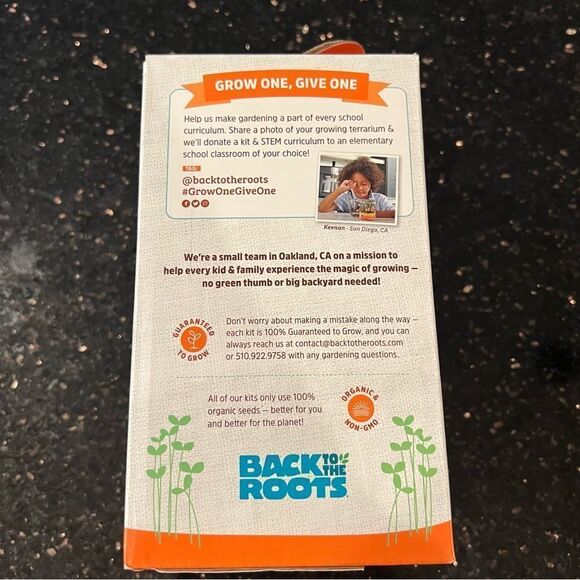 GROW ONE, GIVE ONE
Help us make gardening a part of every school
curriculum. Share a photo of your growing terrarium &
we'll donate a kit & STEM curriculum to an elementary
school classroom of your choice!
TAG:
@backtotheroots
#GrowOneGiveOne
Keenan - San Diego, CA
We're a small team in Oakland, CA on a mission to
help every kid & family experience the magic of growing –
no green thumb or big backyard needed!
GUARANTEED
TO GROW
Don't worry about making a mistake along the way –
each kit is 100% Guaranteed to Grow, and you can
always reach us at contact@backtotheroots.com
or 510.922.9758 with any gardening questions.
All of our kits only use 100%
organic seeds – better for you
and better for the planet!
ORGANIC &
NON-GMO
BACK TO THE
ROOTS